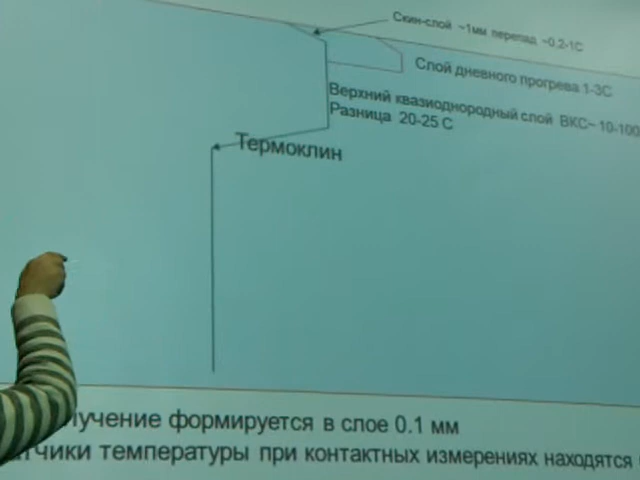 Скин-слой ~1мм перепад ~0.2-1С
Слой дневного прогрева 1-3С
Верхний квазиоднородный слой ВКС~ 10-100
Разница 20-25 С
Термоклин
лучение формируется в слое 0.1 мм
тчики температуры при контактных измерениях находятся